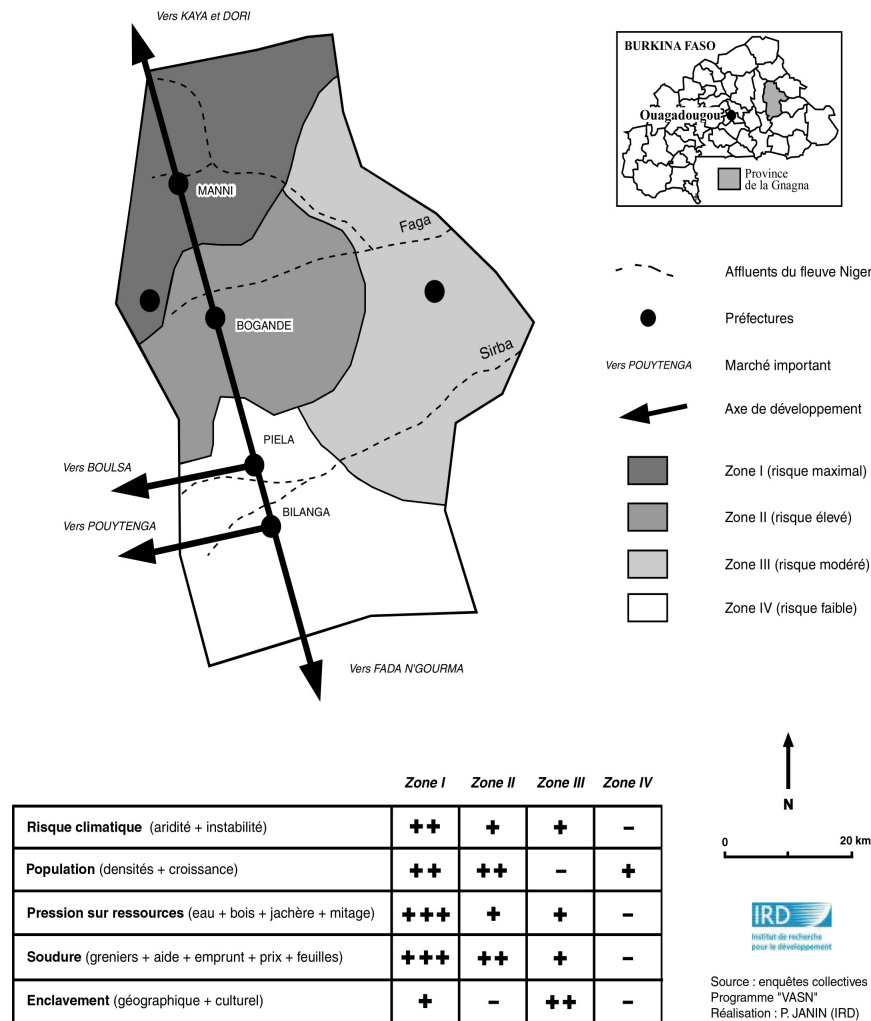 Vers KAYA et DORI
MANNI
Faga
BOGANDE
Sirba
PIELA
Vers BOULSA
BILANGA
Vers POUYTENGA
Vers FADA N'GOURMA
BURKINA FASO
Ouagadougou
Province
de la Gnagna
Affluents du fleuve Niger
Préfectures
Vers POUYTENGA Marché important
Axe de développement
Zone I (risque maximal)
Zone II (risque élevé)
Zone III (risque modéré)
Zone IV (risque faible)
N
0 20 km
Zone I Zone II Zone III Zone IV
Risque climatique (aridité + instabilité) ++ + + –
Population (densités + croissance) ++ ++ – +
Pression sur ressources (eau + bois + jachère + mitage) +++ + + –
Soudure (greniers + aide + emprunt + prix + feuilles) +++ ++ + –
Enclavement (géographique + culturel) + – ++ –
IRD
Institut de recherche
pour le développement
Source : enquêtes collectives
Programme "VASN"
Réalisation : P. JANIN (IRD)